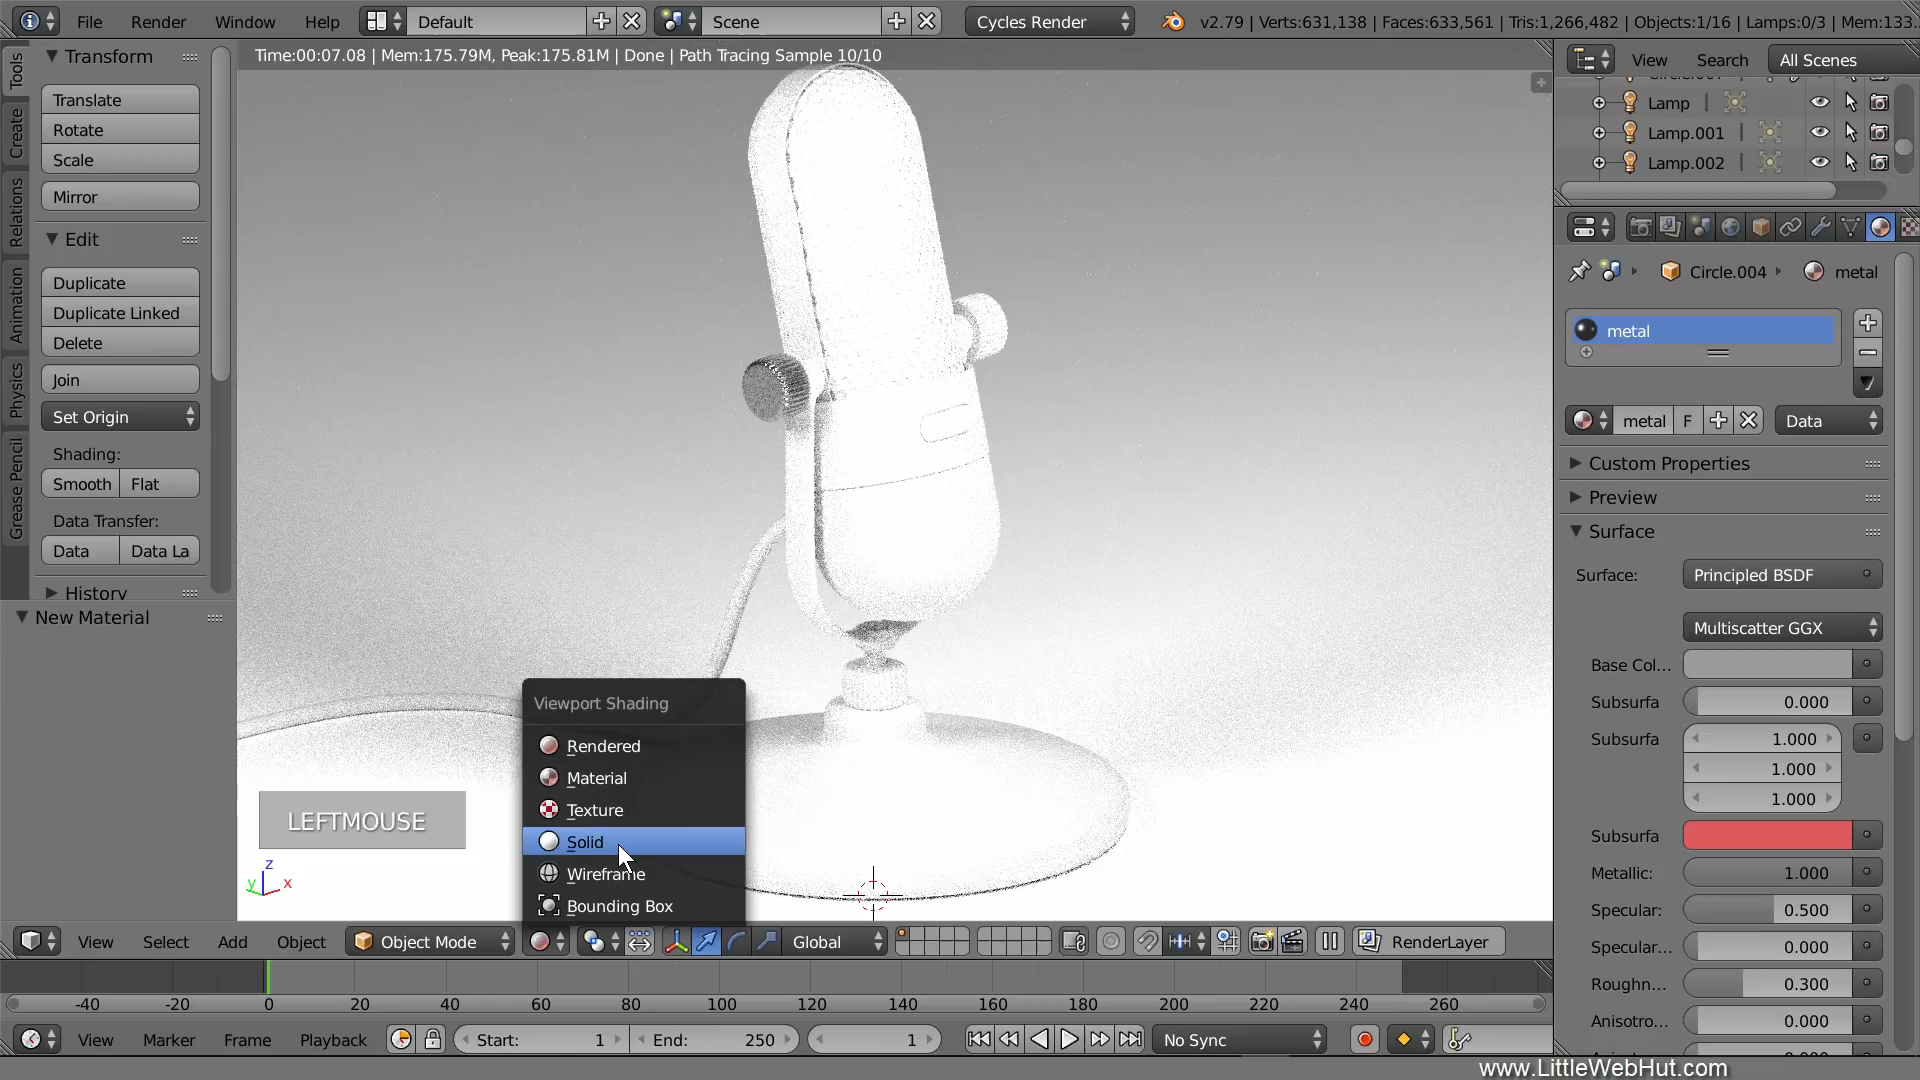 File Render Window Help Default Scene Cycles Render v2.79 | Verts:631,138 | Faces:633,561 | Tris:1,266,482 | Objects:1/16 | Lamps:0/3 | Mem:133.
Time:00:07.08 | Mem:175.79M, Peak:175.81M | Done | Path Tracing Sample 10/10
Tools
Create
Relations
Animation
Physics
Grease Pencil
Transform
Translate
Rotate
Scale
Mirror
Edit
Duplicate
Duplicate Linked
Delete
Join
Set Origin
Shading:
Smooth Flat
Data Transfer:
Data Data La
History
New Material
LEFTMOUSE
z
y x
Viewport Shading
Rendered
Material
Texture
Solid
Wireframe
Bounding Box
View Select Add Object Object Mode Global RenderLayer
-40 -20 0 20 40 60 80 100 120 140 160 180 200 220 240 260
View Marker Frame Playback Start: 1 End: 250 1 No Sync
View Search All Scenes
Lamp
Lamp.001
Lamp.002
Circle.004 metal
metal
metal F Data
Custom Properties
Preview
Surface
Surface: Principled BSDF
Multiscatter GGX
Base Col...
Subsurfa 0.000
Subsurfa 1.000
1.000
1.000
Subsurfa
Metallic: 1.000
Specular: 0.500
Specular... 0.000
Roughn... 0.300
Anisotro... 0.000
www.LittleWebHut.com